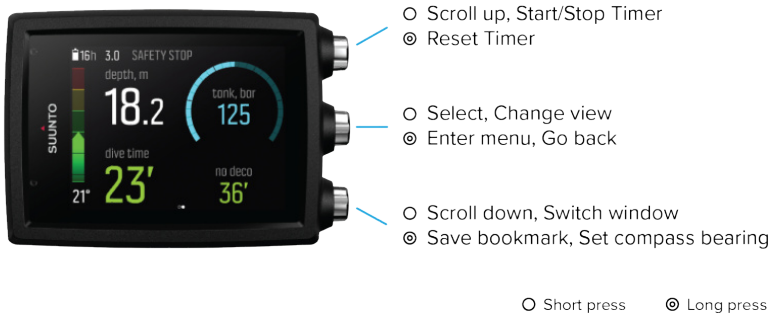 16h 3.0 SAFETY STOP
depth, m
18.2
tank, bar
125
SUUNTO
dive time
23'
no deco
36'
21°
Scroll up, Start/Stop Timer
Reset Timer
Select, Change view
Enter menu, Go back
Scroll down, Switch window
Save bookmark, Set compass bearing
Short press
Long press